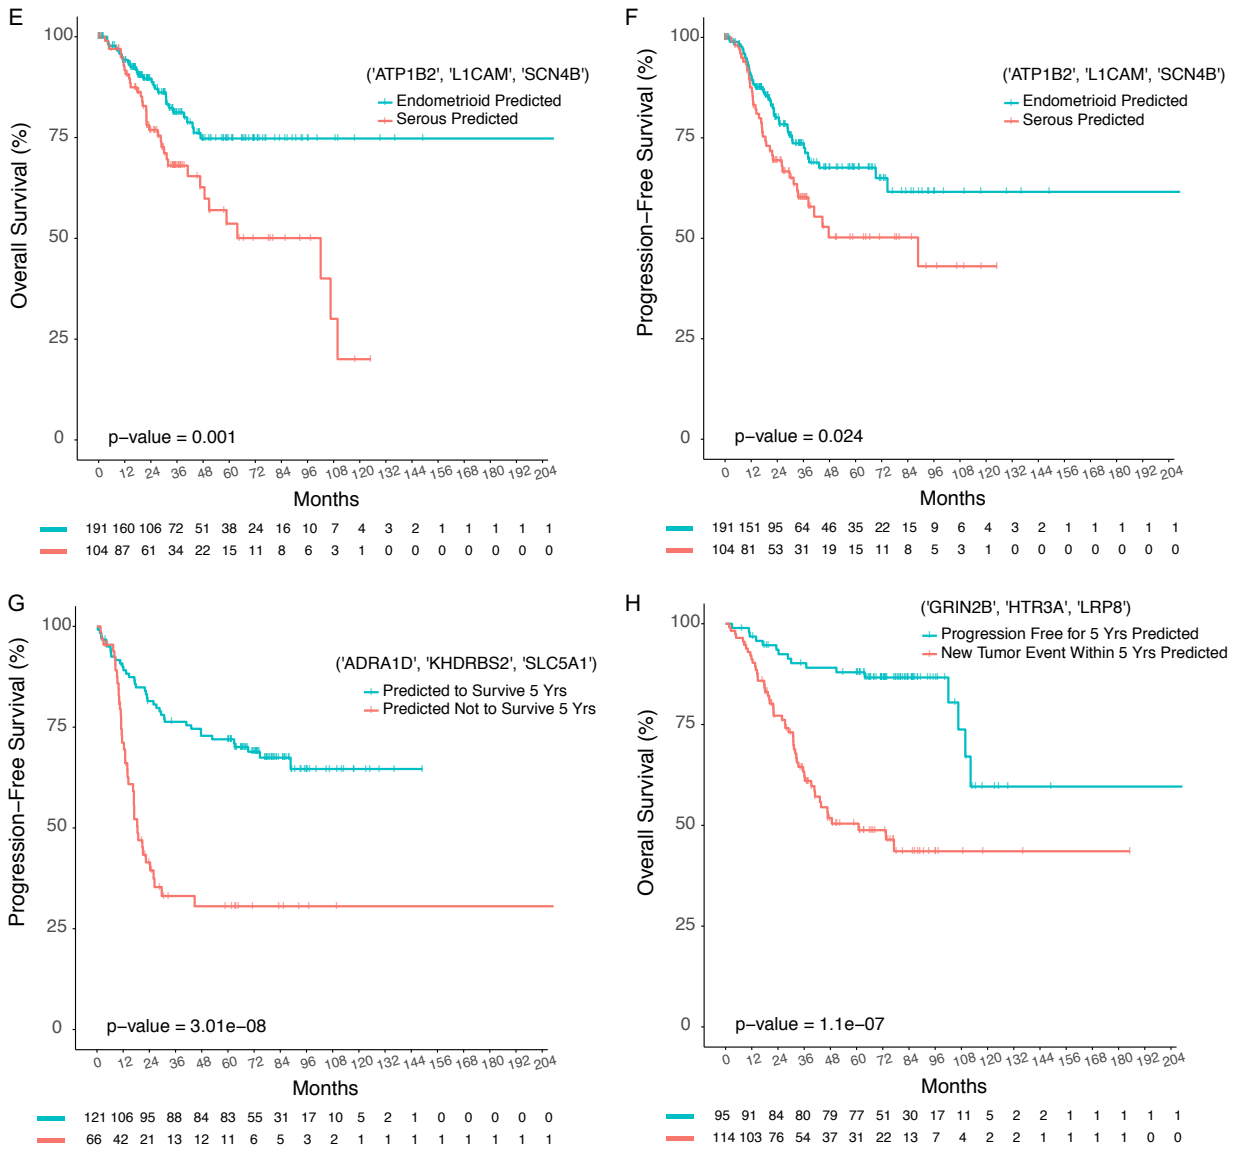 E
100
75
50
25
0
Overall Survival (%)
('ATP1B2', 'L1CAM', 'SCN4B')
Endometrioid Predicted
Serous Predicted
p−value = 0.001
0 12 24 36 48 60 72 84 96 108 120 132 144 156 168 180 192 204
Months
191 160 106 72 51 38 24 16 10 7 4 3 2 1 1 1 1 1
104 87 61 34 22 15 11 8 6 3 1 0 0 0 0 0 0 0
F
100
75
50
25
0
Progression−Free Survival (%)
('ATP1B2', 'L1CAM', 'SCN4B')
Endometrioid Predicted
Serous Predicted
p−value = 0.024
0 12 24 36 48 60 72 84 96 108 120 132 144 156 168 180 192 204
Months
191 151 95 64 46 35 22 15 9 6 4 3 2 1 1 1 1 1
104 81 53 31 19 15 11 8 5 3 1 0 0 0 0 0 0 0
G
100
75
50
25
0
Progression−Free Survival (%)
('ADRA1D', 'KHDRBS2', 'SLC5A1')
Predicted to Survive 5 Yrs
Predicted Not to Survive 5 Yrs
p−value = 3.01e−08
0 12 24 36 48 60 72 84 96 108 120 132 144 156 168 180 192 204
Months
121 106 95 88 84 83 55 31 17 10 5 2 1 0 0 0 0 0
66 42 21 13 12 11 6 5 3 2 1 1 1 1 1 1 1 1
H
100
75
50
25
0
Overall Survival (%)
('GRIN2B', 'HTR3A', 'LRP8')
Progression Free for 5 Yrs Predicted
New Tumor Event Within 5 Yrs Predicted
p−value = 1.1e−07
0 12 24 36 48 60 72 84 96 108 120 132 144 156 168 180 192 204
Months
95 91 84 80 79 77 51 30 17 11 5 2 2 1 1 1 1 1
114 103 76 54 37 31 22 13 7 4 2 2 1 1 1 1 0 0